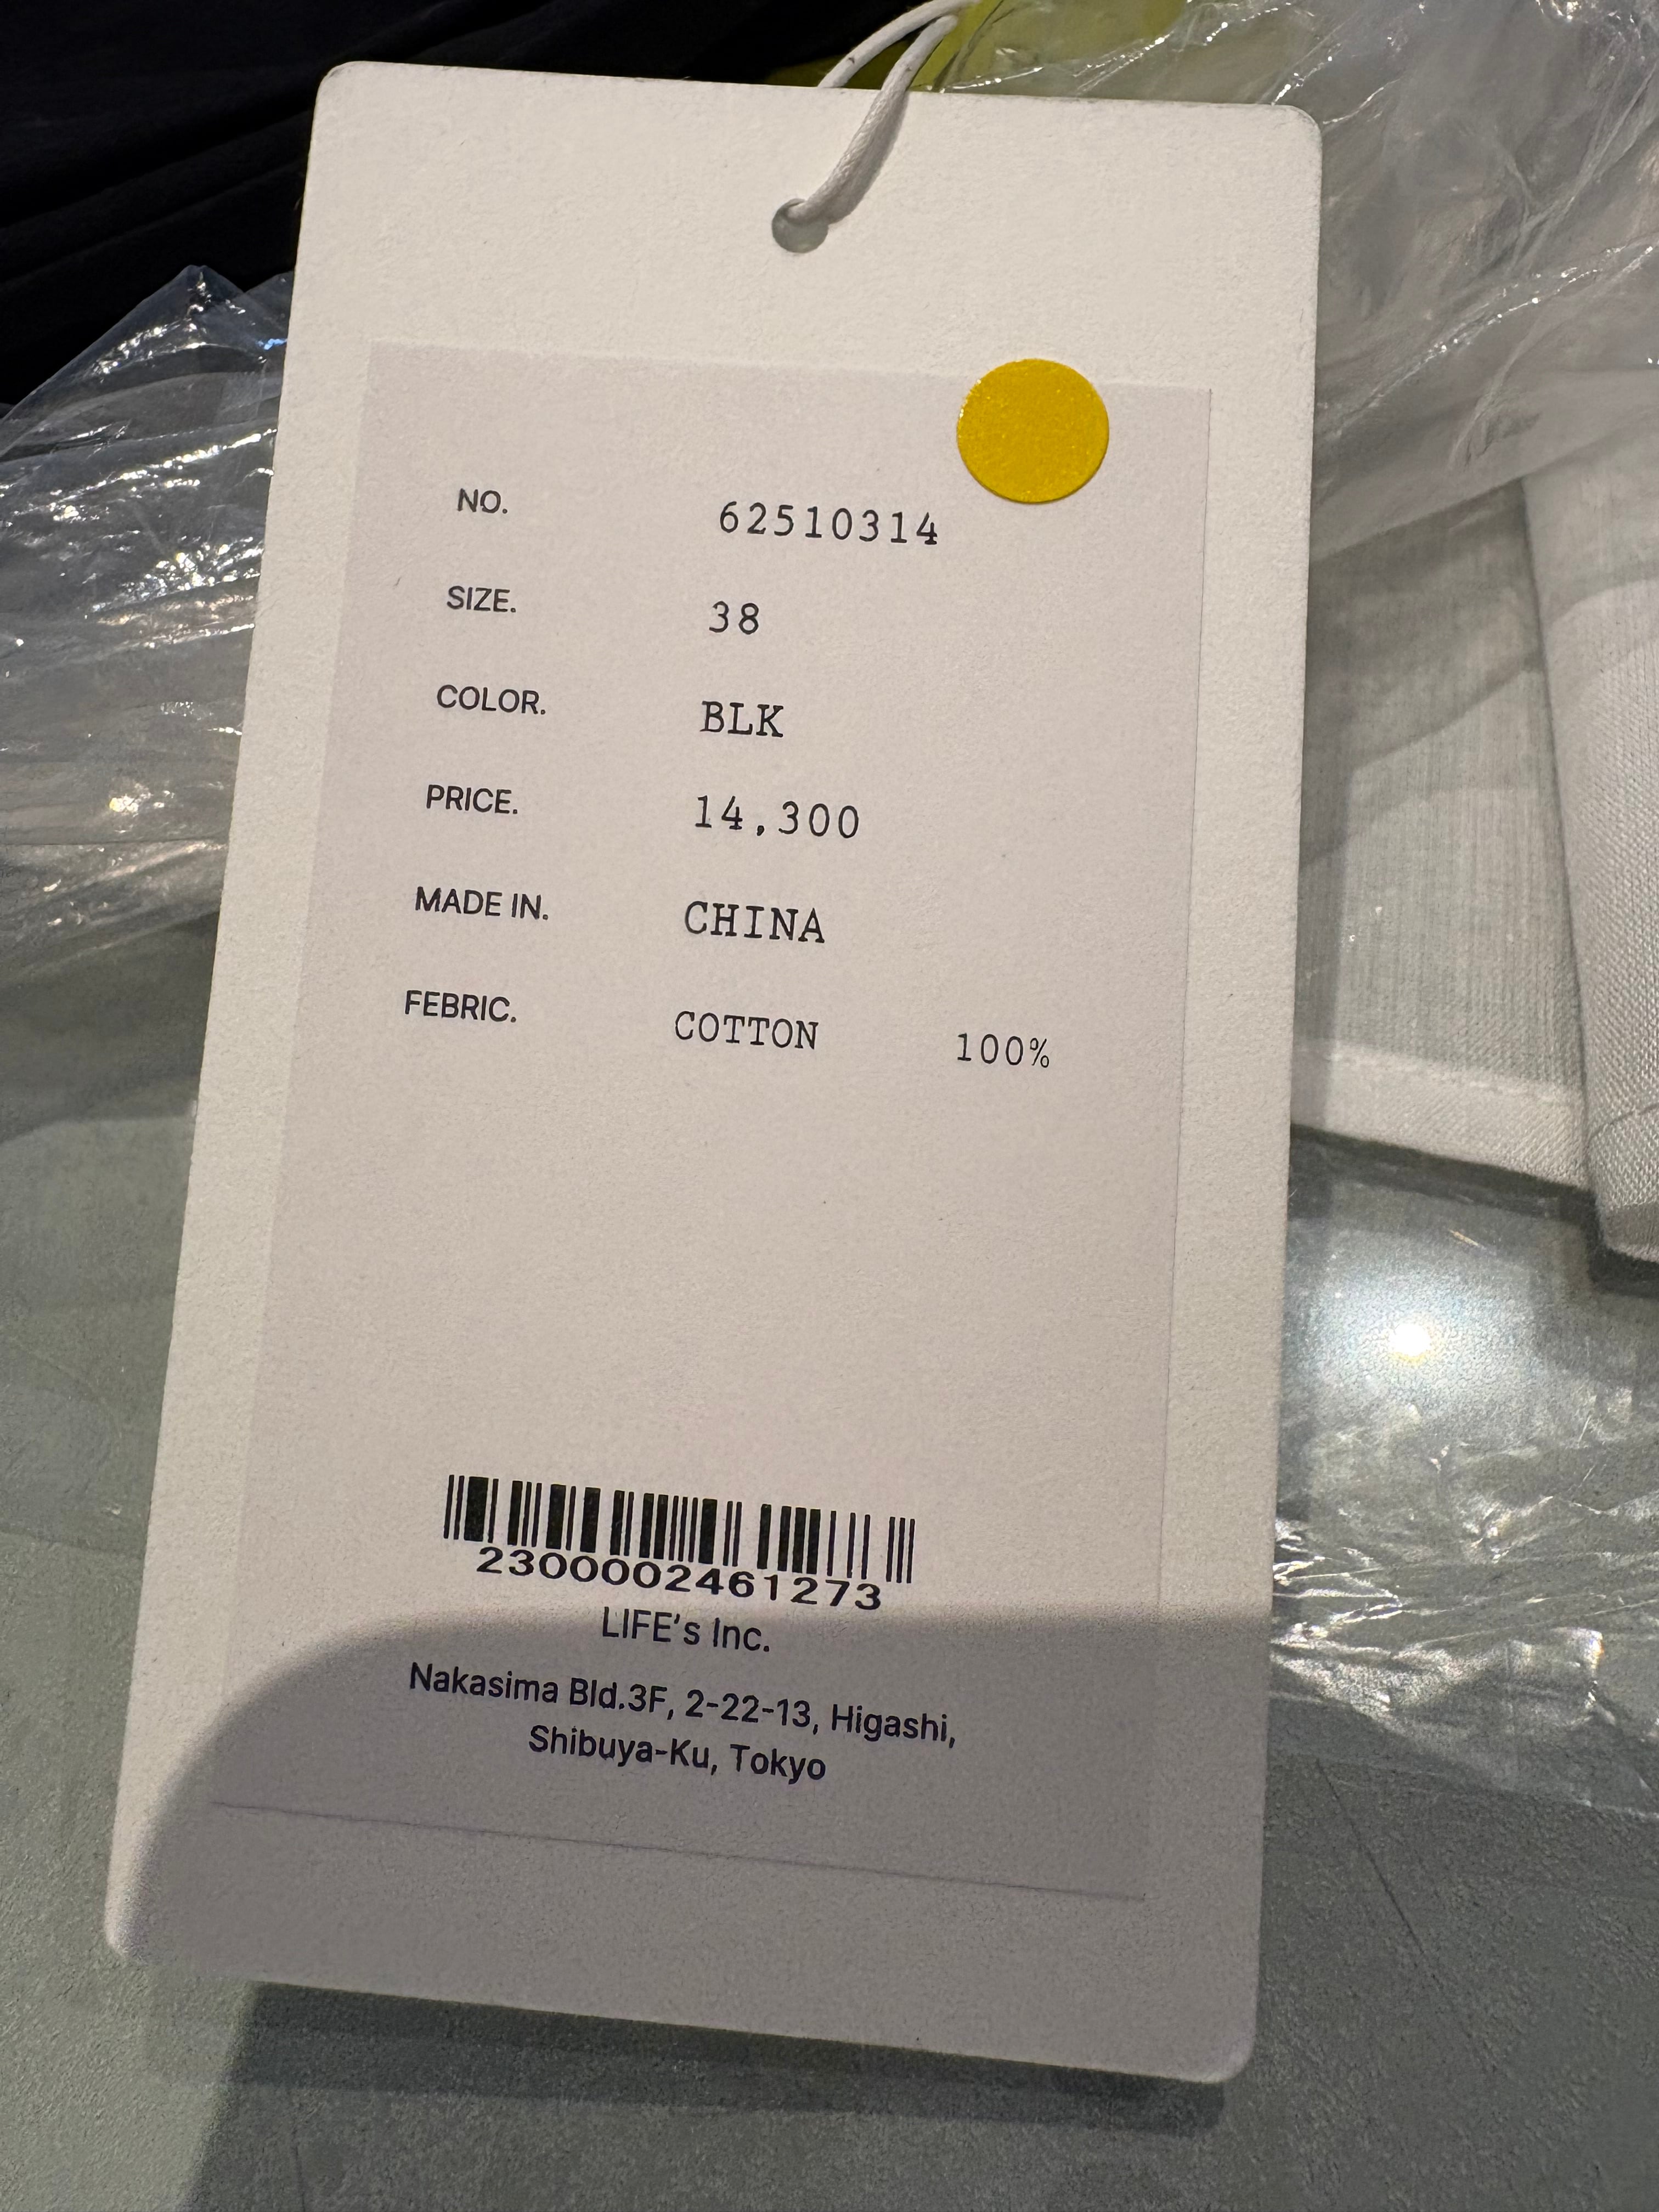 NO. 62510314
SIZE. 38
COLOR. BLK
PRICE. 14,300
MADE IN. CHINA
FEBRIC. COTTON 100%
2300002461273
LIFE's Inc.
Nakasima Bld.3F, 2-22-13, Higashi,
Shibuya-Ku, Tokyo